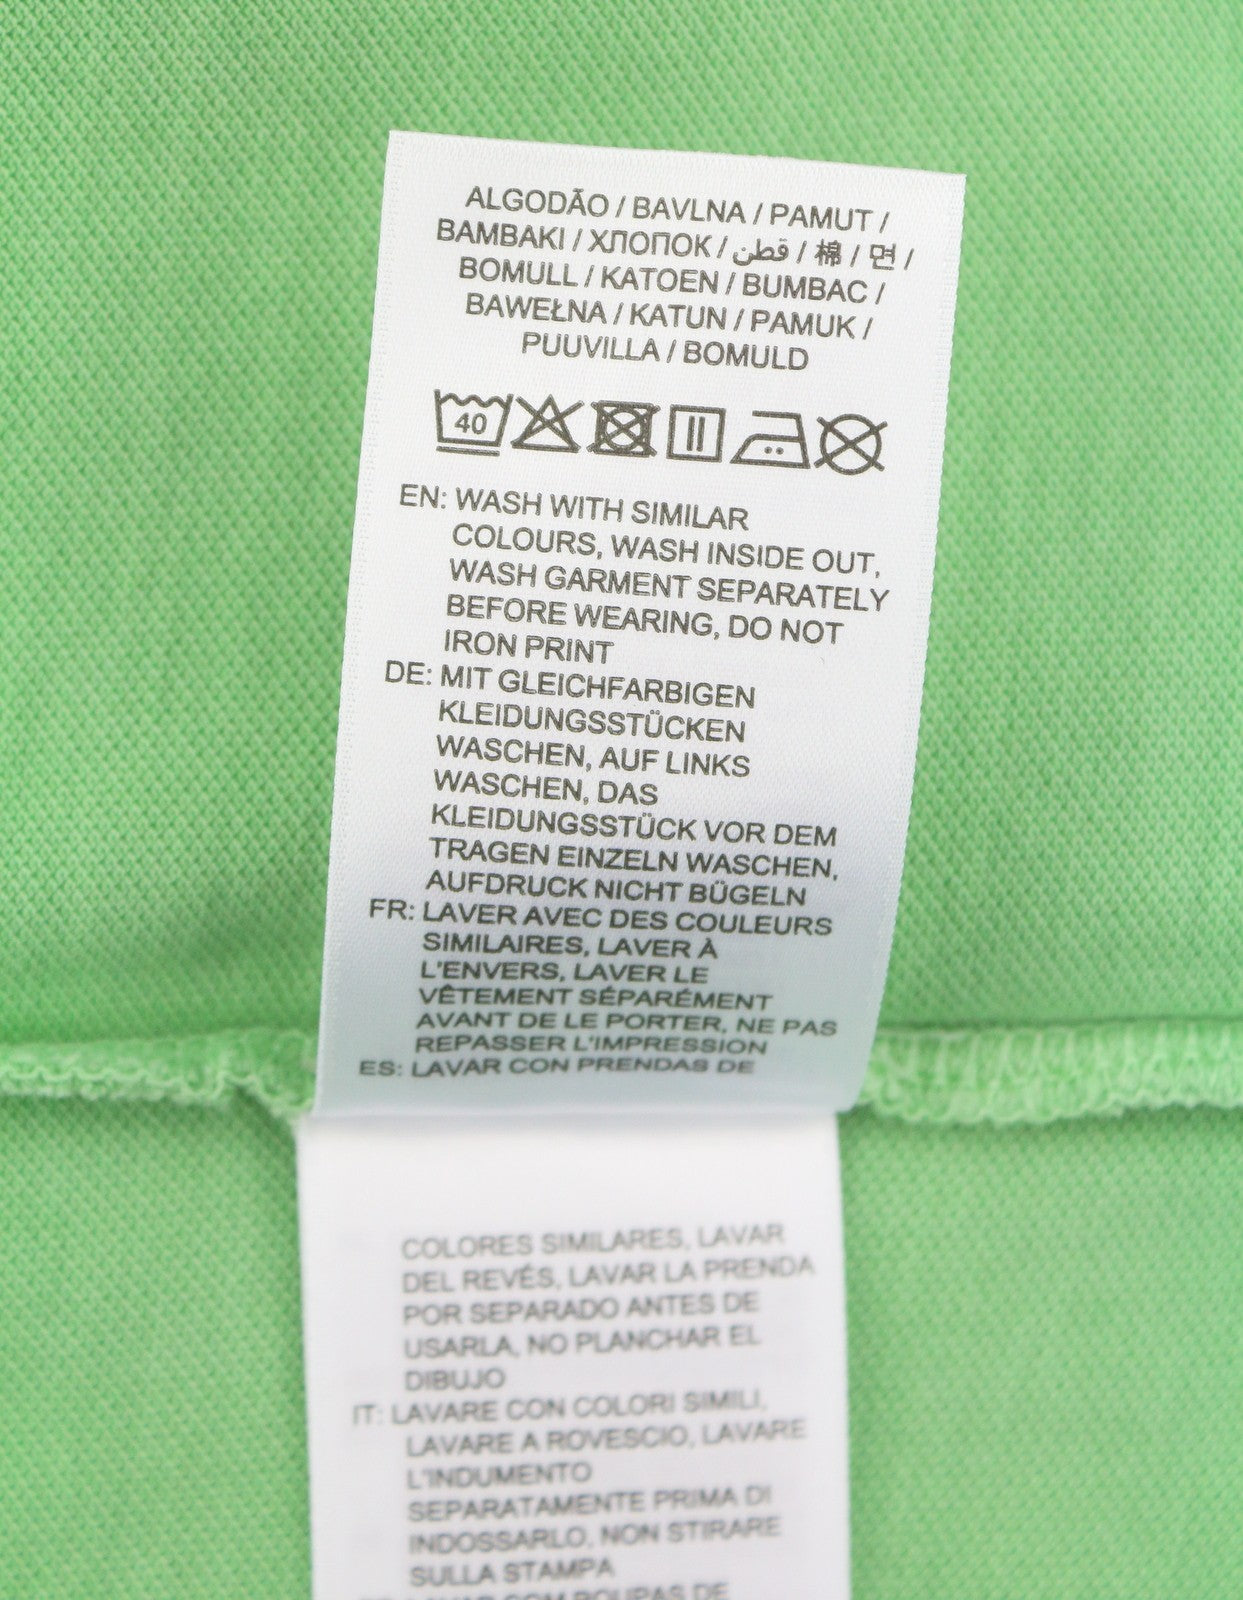 ALGODÃO / BAVLNA / PAMUT /
BAMBAKI / ХЛОПОК / قطن / 棉 / 면 /
BOMULL / KATOEN / BUMBAC /
BAWEŁNA / KATUN / PAMUK /
PUUVILLA / BOMULD
40
EN: WASH WITH SIMILAR
COLOURS, WASH INSIDE OUT,
WASH GARMENT SEPARATELY
BEFORE WEARING, DO NOT
IRON PRINT
DE: MIT GLEICHFARBIGEN
KLEIDUNGSSTÜCKEN
WASCHEN, AUF LINKS
WASCHEN, DAS
KLEIDUNGSSTÜCK VOR DEM
TRAGEN EINZELN WASCHEN,
AUFDRUCK NICHT BÜGELN
FR: LAVER AVEC DES COULEURS
SIMILAIRES, LAVER À
L'ENVERS, LAVER LE
VÊTEMENT SÉPARÉMENT
AVANT DE LE PORTER, NE PAS
REPASSER L'IMPRESSION
ES: LAVAR CON PRENDAS DE
COLORES SIMILARES, LAVAR
DEL REVÉS, LAVAR LA PRENDA
POR SEPARADO ANTES DE
USARLA, NO PLANCHAR EL
DIBUJO
IT: LAVARE CON COLORI SIMILI,
LAVARE A ROVESCIO, LAVARE
L'INDUMENTO
SEPARATAMENTE PRIMA DI
INDOSSARLO, NON STIRARE
SULLA STAMPA
LAVAR COM ROUPAS DE